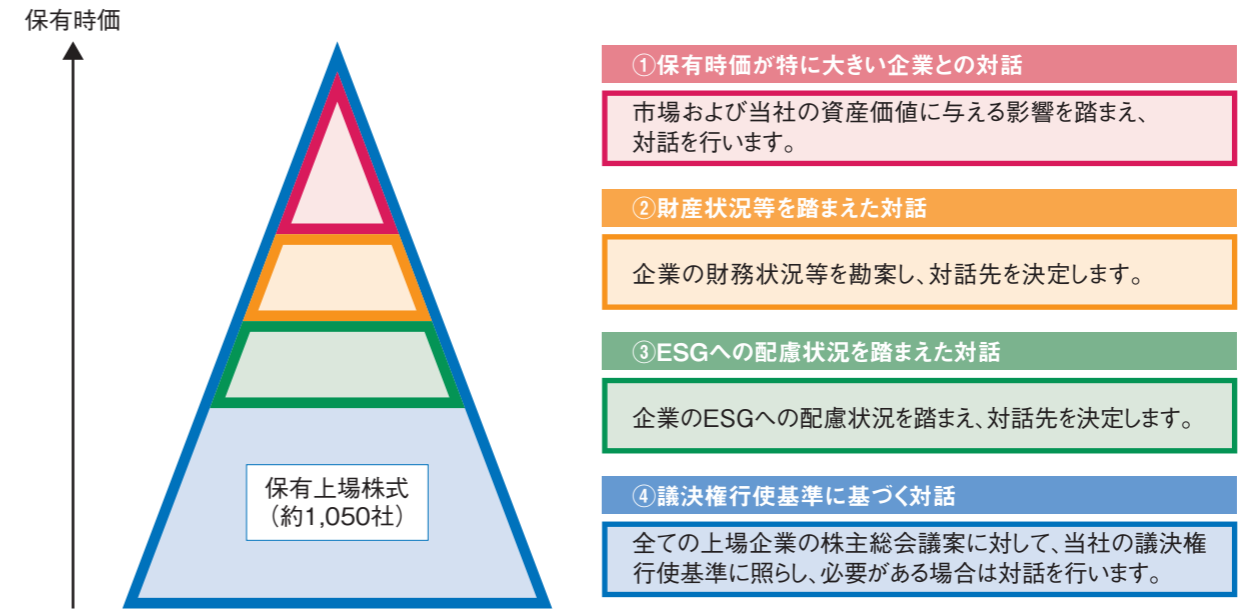 保有時価
保有上場株式
（約1,050社）
①保有時価が特に大きい企業との対話
市場および当社の資産価値に与える影響を踏まえ、
対話を行います。
②財産状況等を踏まえた対話
企業の財務状況等を勘案し、対話先を決定します。
③ESGへの配慮状況を踏まえた対話
企業のESGへの配慮状況を踏まえ、対話先を決定します。
④議決権行使基準に基づく対話
全ての上場企業の株主総会議案に対して、当社の議決権
行使基準に照らし、必要がある場合は対話を行います。